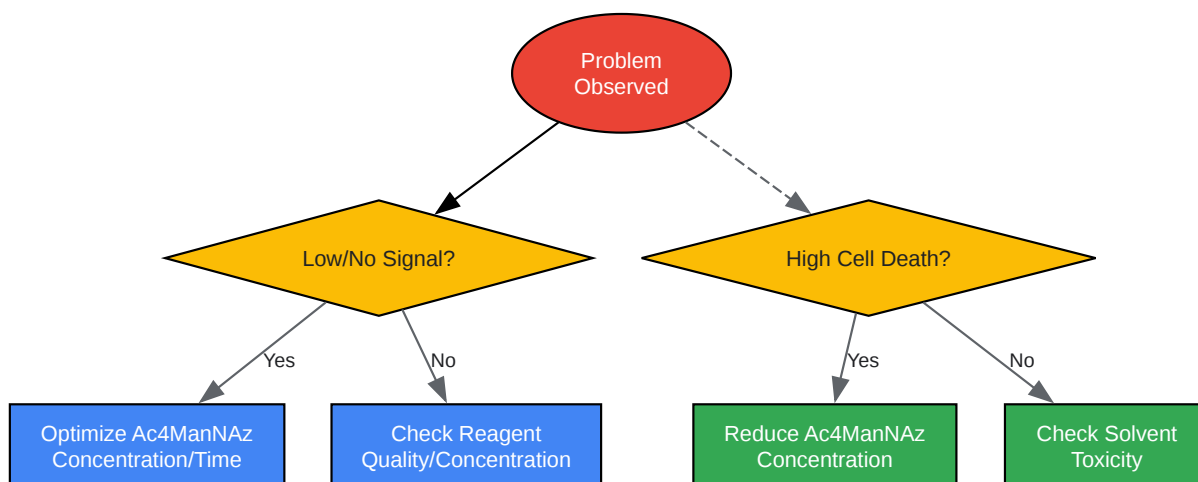 Problem
Observed
Low/No Signal?
High Cell Death?
Yes
No
Yes
No
Optimize Ac4ManNAz
Concentration/Time
Check Reagent
Quality/Concentration
Reduce Ac4ManNAz
Concentration
Check Solvent
Toxicity